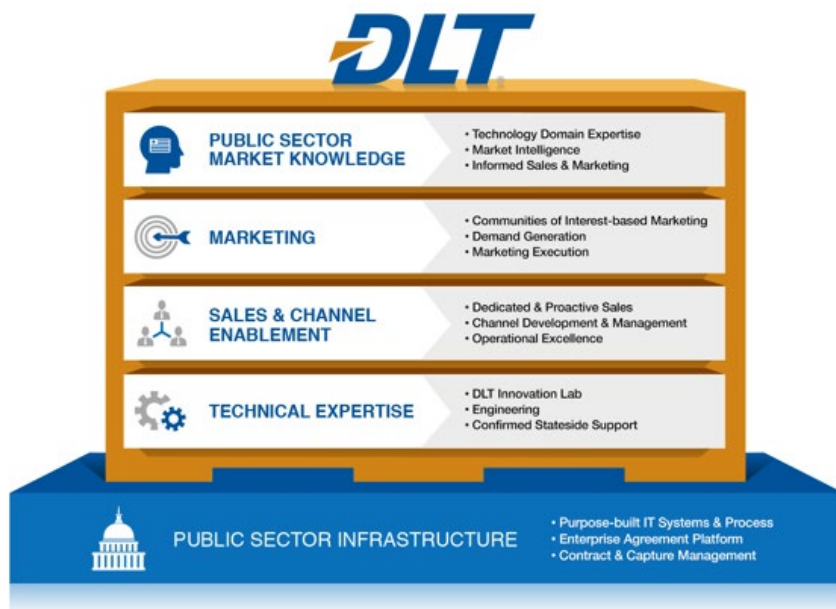 DLT
PUBLIC SECTOR
MARKET KNOWLEDGE
• Technology Domain Expertise
• Market Intelligence
• Informed Sales & Marketing
MARKETING
• Communities of Interest-based Marketing
• Demand Generation
• Marketing Execution
SALES & CHANNEL
ENABLEMENT
• Dedicated & Proactive Sales
• Channel Development & Management
• Operational Excellence
TECHNICAL EXPERTISE
• DLT Innovation Lab
• Engineering
• Confirmed Stateside Support
PUBLIC SECTOR INFRASTRUCTURE
• Purpose-built IT Systems & Process
• Enterprise Agreement Platform
• Contract & Capture Management